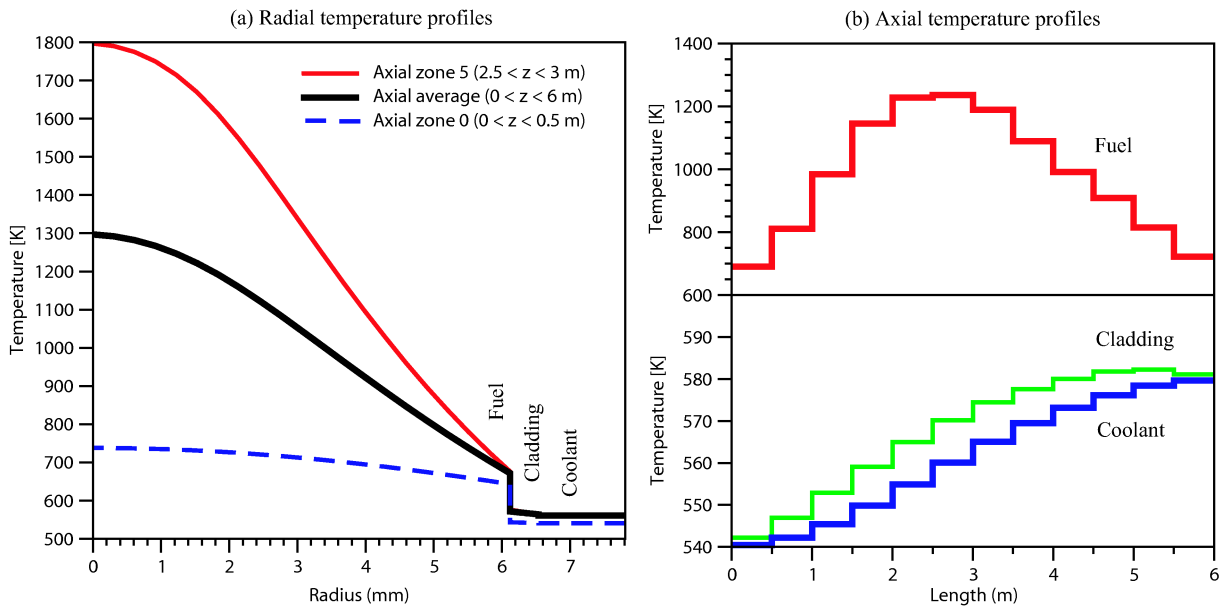 (a) Radial temperature profiles
1800
1700
1600
1500
1400
1300
1200
1100
1000
900
800
700
600
500
Temperature [K]
Axial zone 5 (2.5 < z < 3 m)
Axial average (0 < z < 6 m)
Axial zone 0 (0 < z < 0.5 m)
Fuel
Cladding
Coolant
0 1 2 3 4 5 6 7
Radius (mm)
(b) Axial temperature profiles
1400
1200
1000
800
600
Temperature [K]
Fuel
590
580
570
560
550
540
Temperature [K]
Cladding
Coolant
0 1 2 3 4 5 6
Length (m)